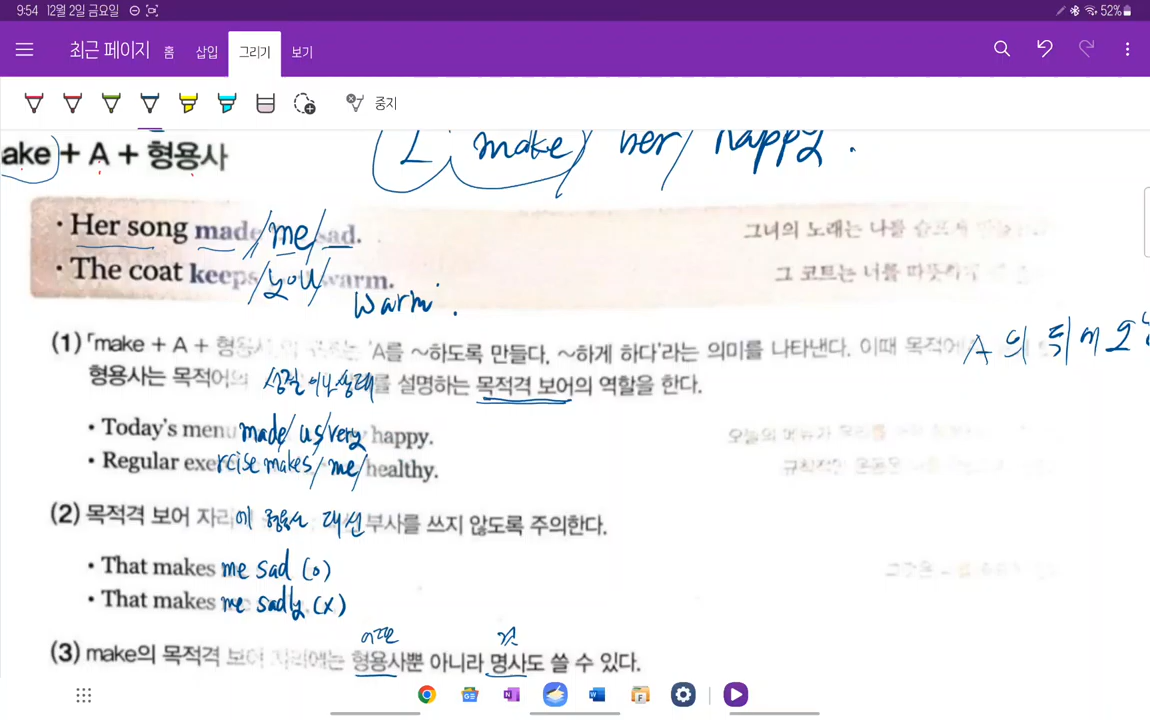 9:54 12월 2일 금요일 52%
최근 페이지 홈 삽입 그리기 보기
중지
ake + A + 형용사
I make / her / happy.
· Her song made / me / sad.
그녀의 노래는 나를 슬프게
· The coat keeps / you / warm.
그 코트는 너를 따뜻하게
warm.
(1) 「make + A + 형용사 'A를 ~하도록 만들다, ~하게 하다'라는 의미를 나타낸다. 이때 목적어
A의 뒤에 오
형용사는 목적어의 성질이나 상태를 설명하는 목적격 보어의 역할을 한다.
· Today's menu made / us / very happy.
오늘의 메뉴가 우리를
· Regular exercise makes / me / healthy.
규칙적인 운동은
(2) 목적격 보어 자리에 형용사 대신 부사를 쓰지 않도록 주의한다.
· That makes me sad (o)
그것은
· That makes me sadly (x)
것
(3) make의 목적격 보어 자리에는 형용사뿐 아니라 명사도 쓸 수 있다.